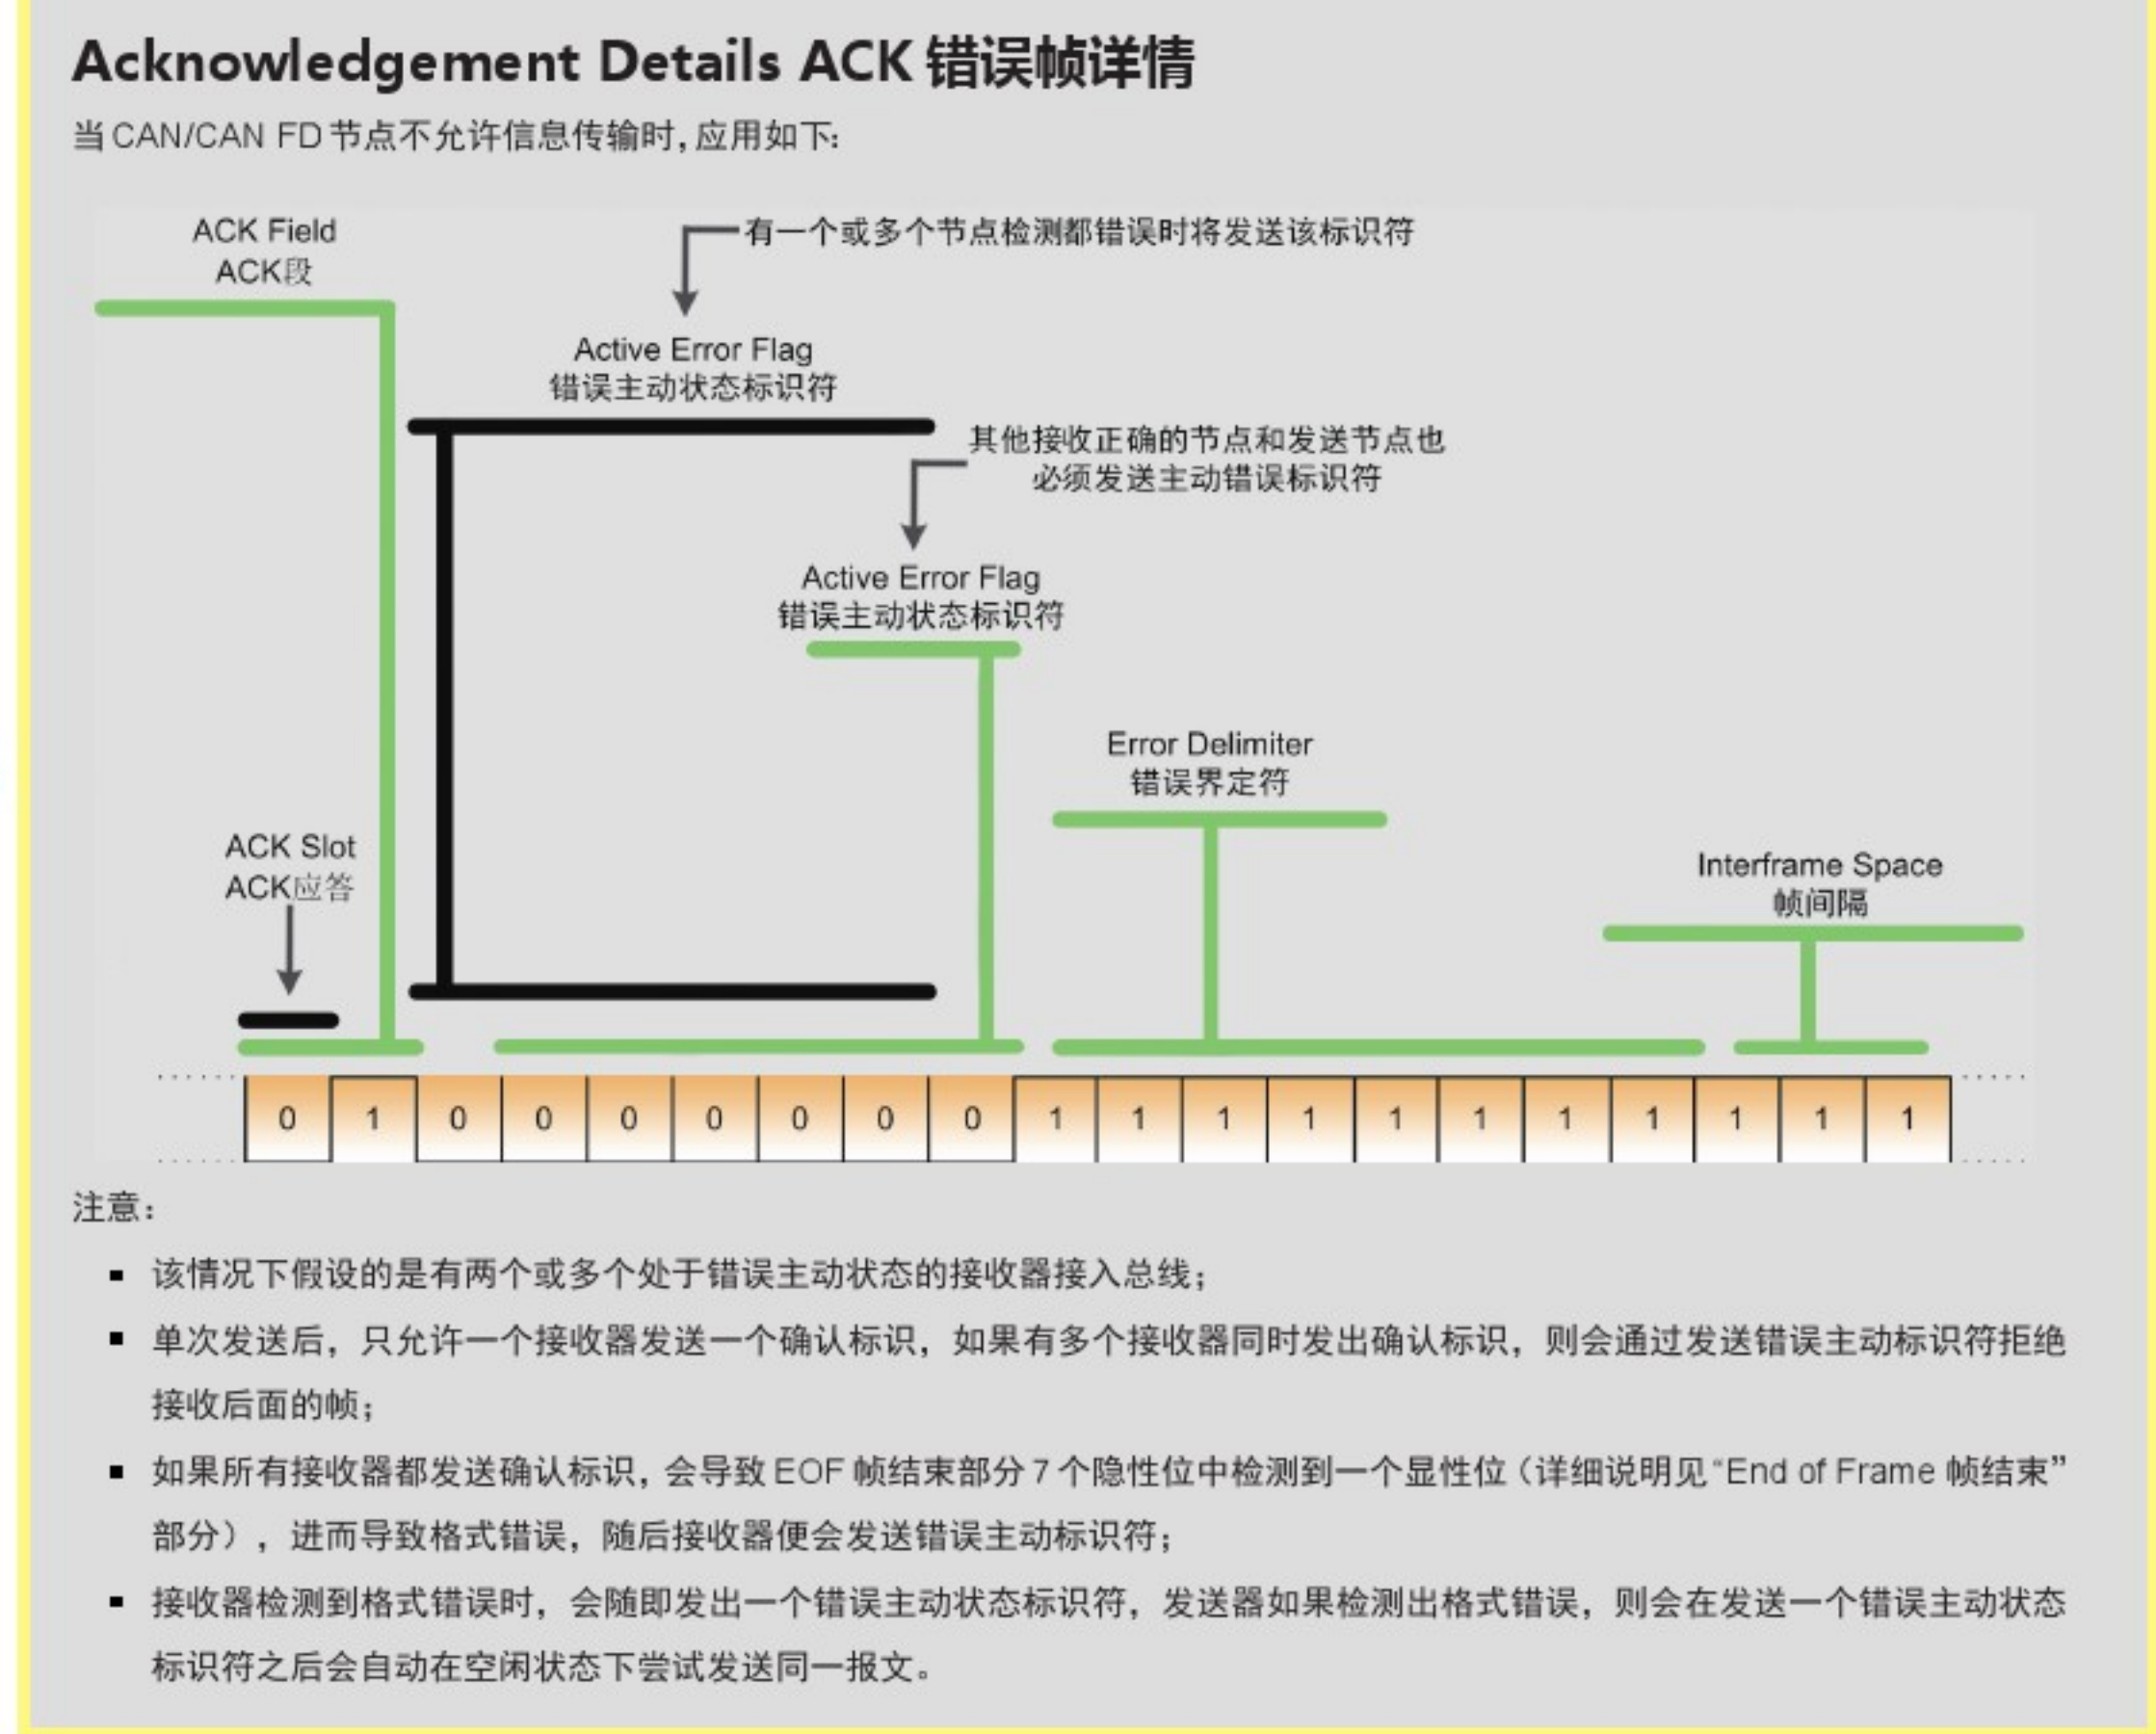 Acknowledgement Details ACK 错误帧详情
当 CAN/CAN FD 节点不允许信息传输时,应用如下:
ACK Field
ACK段
有一个或多个节点检测都错误时将发送该标识符
Active Error Flag
错误主动状态标识符
其他接收正确的节点和发送节点也
必须发送主动错误标识符
Active Error Flag
错误主动状态标识符
Error Delimiter
错误界定符
ACK Slot
ACK应答
Interframe Space
帧间隔
0 1 0 0 0 0 0 0 0 1 1 1 1 1 1 1 1 1 1 1
注意：
▪ 该情况下假设的是有两个或多个处于错误主动状态的接收器接入总线；
▪ 单次发送后，只允许一个接收器发送一个确认标识，如果有多个接收器同时发出确认标识，则会通过发送错误主动标识符拒绝
接收后面的帧；
▪ 如果所有接收器都发送确认标识，会导致 EOF 帧结束部分 7 个隐性位中检测到一个显性位（详细说明见“End of Frame 帧结束”
部分），进而导致格式错误，随后接收器便会发送错误主动标识符；
▪ 接收器检测到格式错误时，会随即发出一个错误主动状态标识符，发送器如果检测出格式错误，则会在发送一个错误主动状态
标识符之后会自动在空闲状态下尝试发送同一报文。